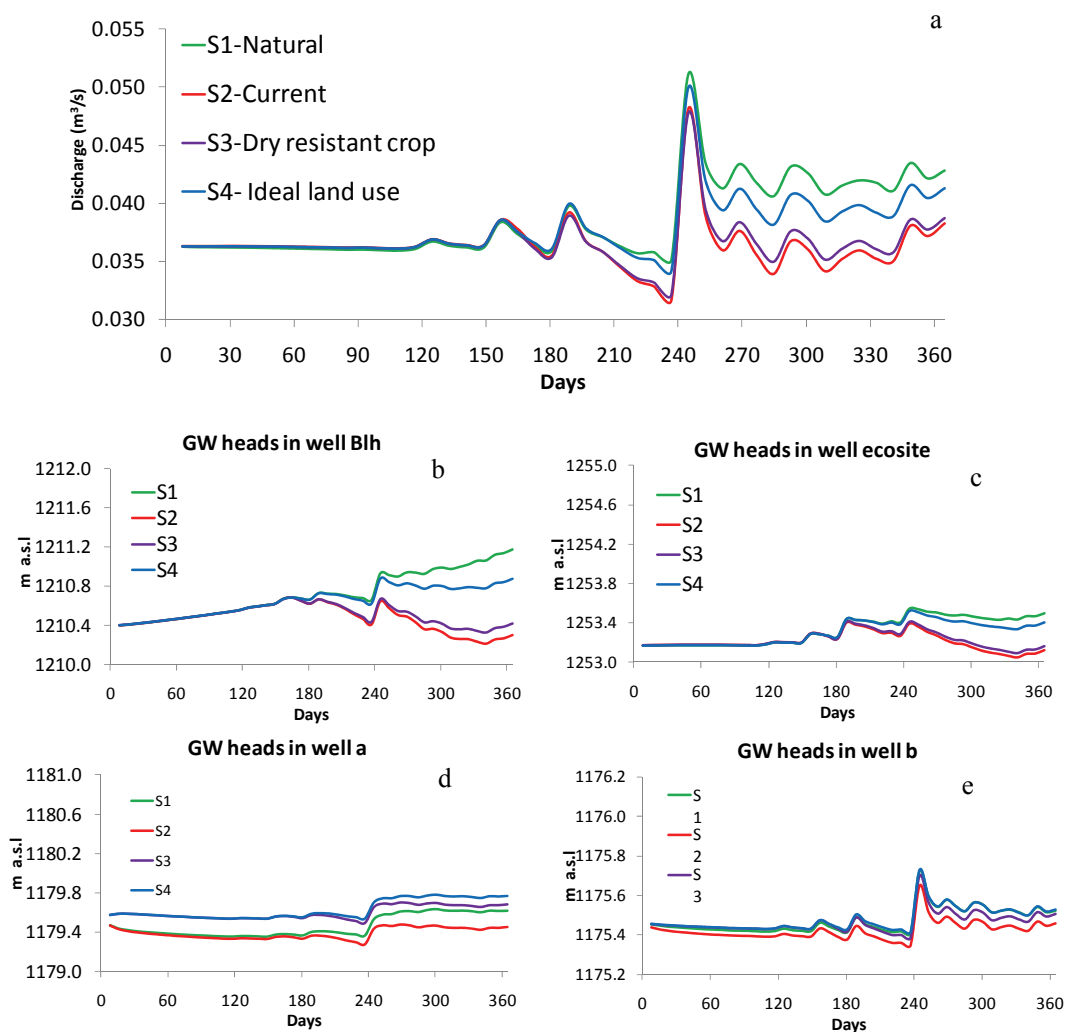 a
0.055
0.050
0.045
0.040
0.035
0.030
Discharge (m³/s)
S1-Natural
S2-Current
S3-Dry resistant crop
S4- Ideal land use
0 30 60 90 120 150 180 210 240 270 300 330 360
Days
GW heads in well Blh
b
1212.0
1211.6
1211.2
1210.8
1210.4
1210.0
m a.s.l
S1
S2
S3
S4
0 60 120 180 240 300 360
Days
GW heads in well ecosite
c
1255.0
1254.6
1254.2
1253.8
1253.4
1253.0
m a.s.l
S1
S2
S3
S4
0 60 120 180 240 300 360
Days
GW heads in well a
d
1181.0
1180.6
1180.2
1179.8
1179.4
1179.0
m a.s.l
S1
S2
S3
S4
0 60 120 180 240 300 360
Days
GW heads in well b
e
1176.2
1176.0
1175.8
1175.6
1175.4
1175.2
m a.s.l
S
1
S
2
S
3
0 60 120 180 240 300 360
Days